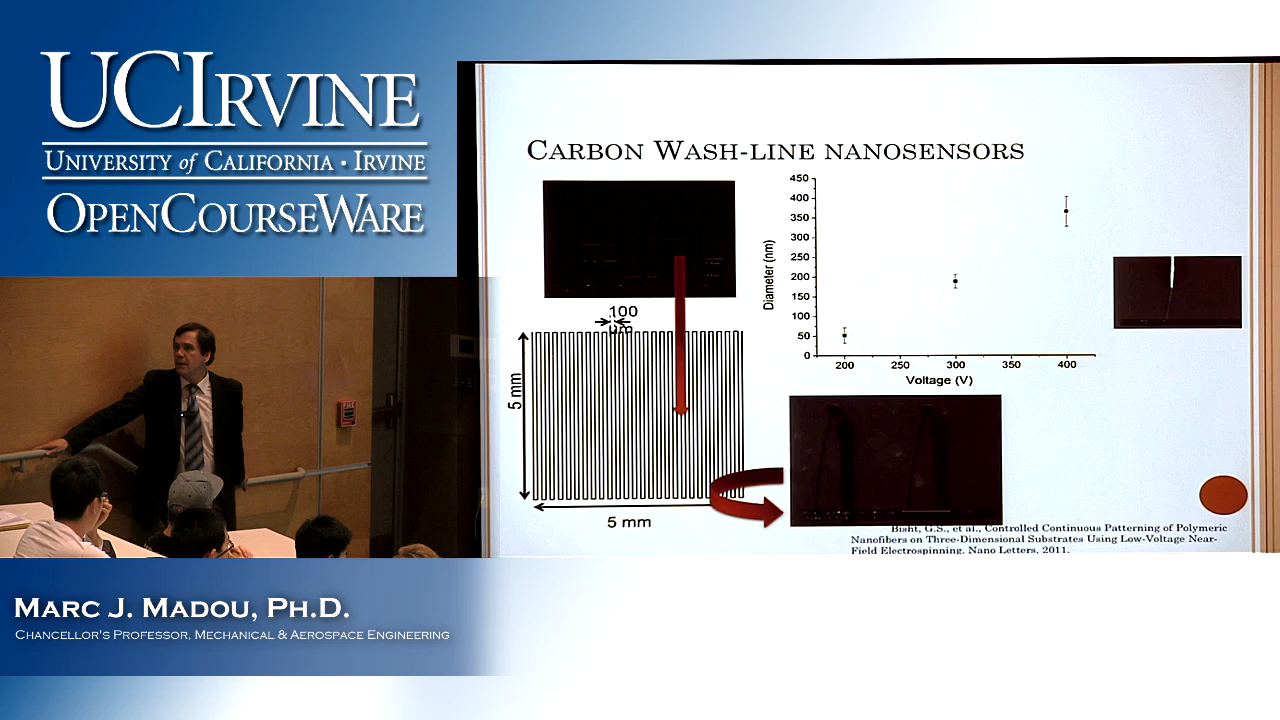 UCIRVINE
UNIVERSITY of CALIFORNIA · IRVINE
OPENCOURSEWARE
CARBON WASH-LINE NANOSENSORS
100
µm
5 mm
5 mm
450
400
350
300
250
200
150
100
50
0
Diameter (nm)
200
250
300
350
400
Voltage (V)
Bisht, G.S., et al., Controlled Continuous Patterning of Polymeric
Nanofibers on Three-Dimensional Substrates Using Low-Voltage Near-
Field Electrospinning. Nano Letters, 2011.
MARC J. MADOU, PH.D.
CHANCELLOR'S PROFESSOR, MECHANICAL & AEROSPACE ENGINEERING